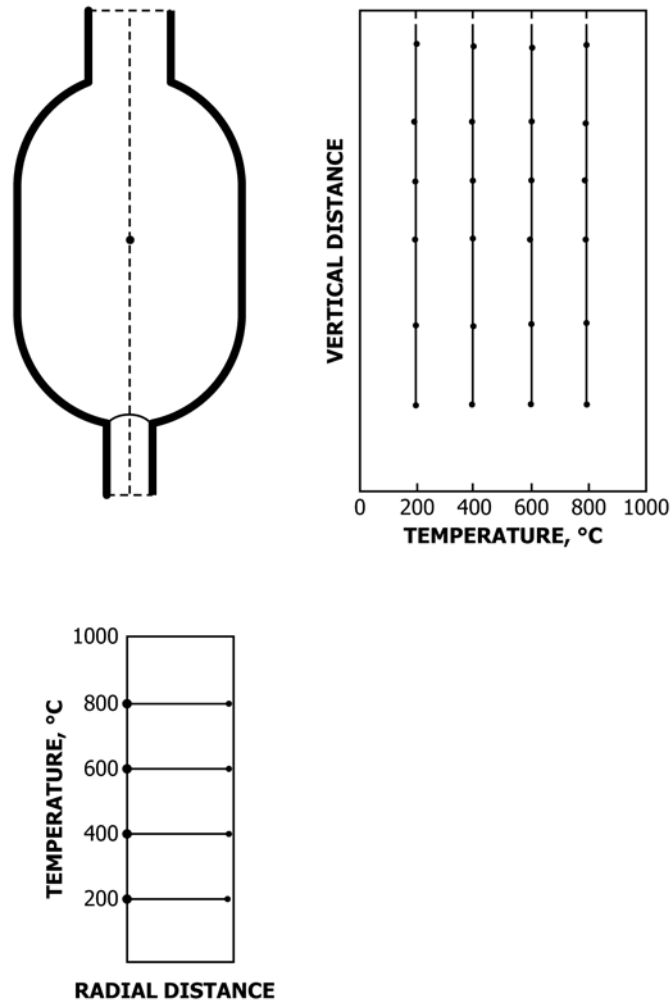 VERTICAL DISTANCE
0 200 400 600 800 1000
TEMPERATURE, °C
1000
800
600
400
200
TEMPERATURE, °C
RADIAL DISTANCE